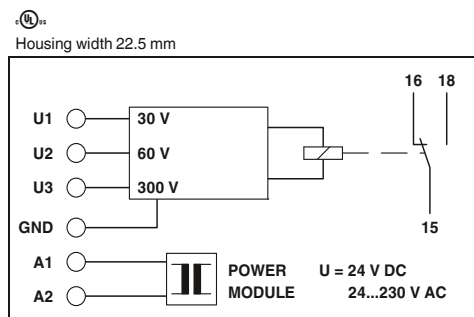 c UL us
Housing width 22.5 mm
16 18
U1 30 V
U2 60 V
U3 300 V
GND
15
A1
A2
POWER U = 24 V DC
MODULE 24...230 V AC